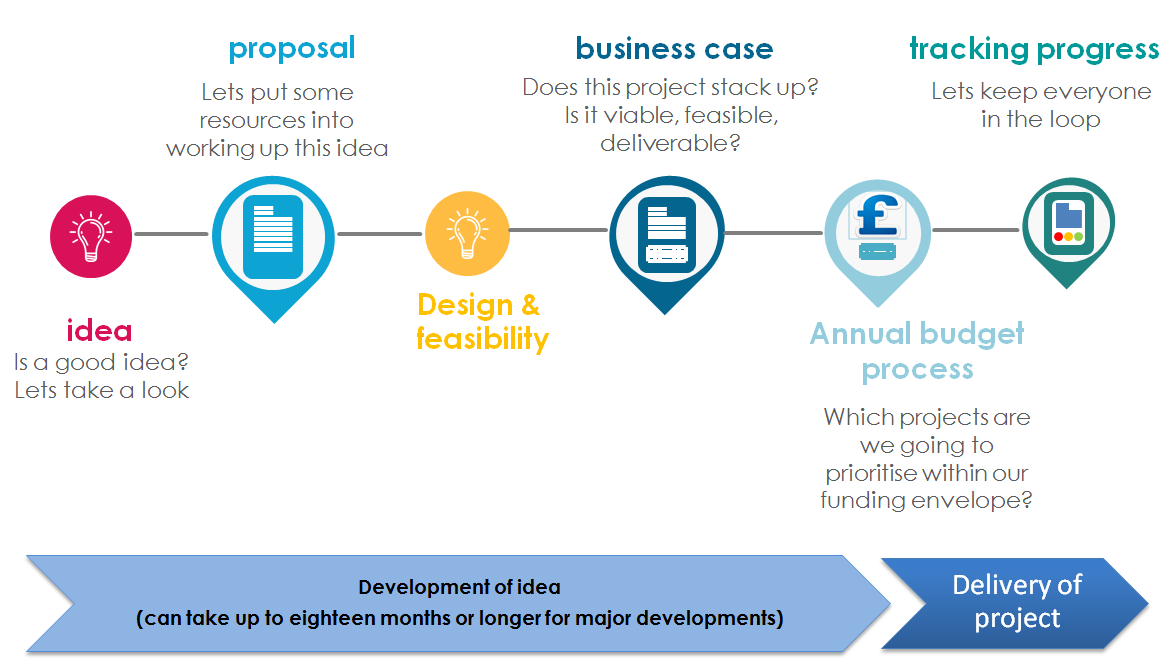 proposal
Lets put some
resources into
working up this idea
business case
Does this project stack up?
Is it viable, feasible,
deliverable?
tracking progress
Lets keep everyone
in the loop
£
idea
Is a good idea?
Lets take a look
Design &
feasibility
Annual budget
process
Which projects are
we going to
prioritise within our
funding envelope?
Development of idea
(can take up to eighteen months or longer for major developments)
Delivery of
project